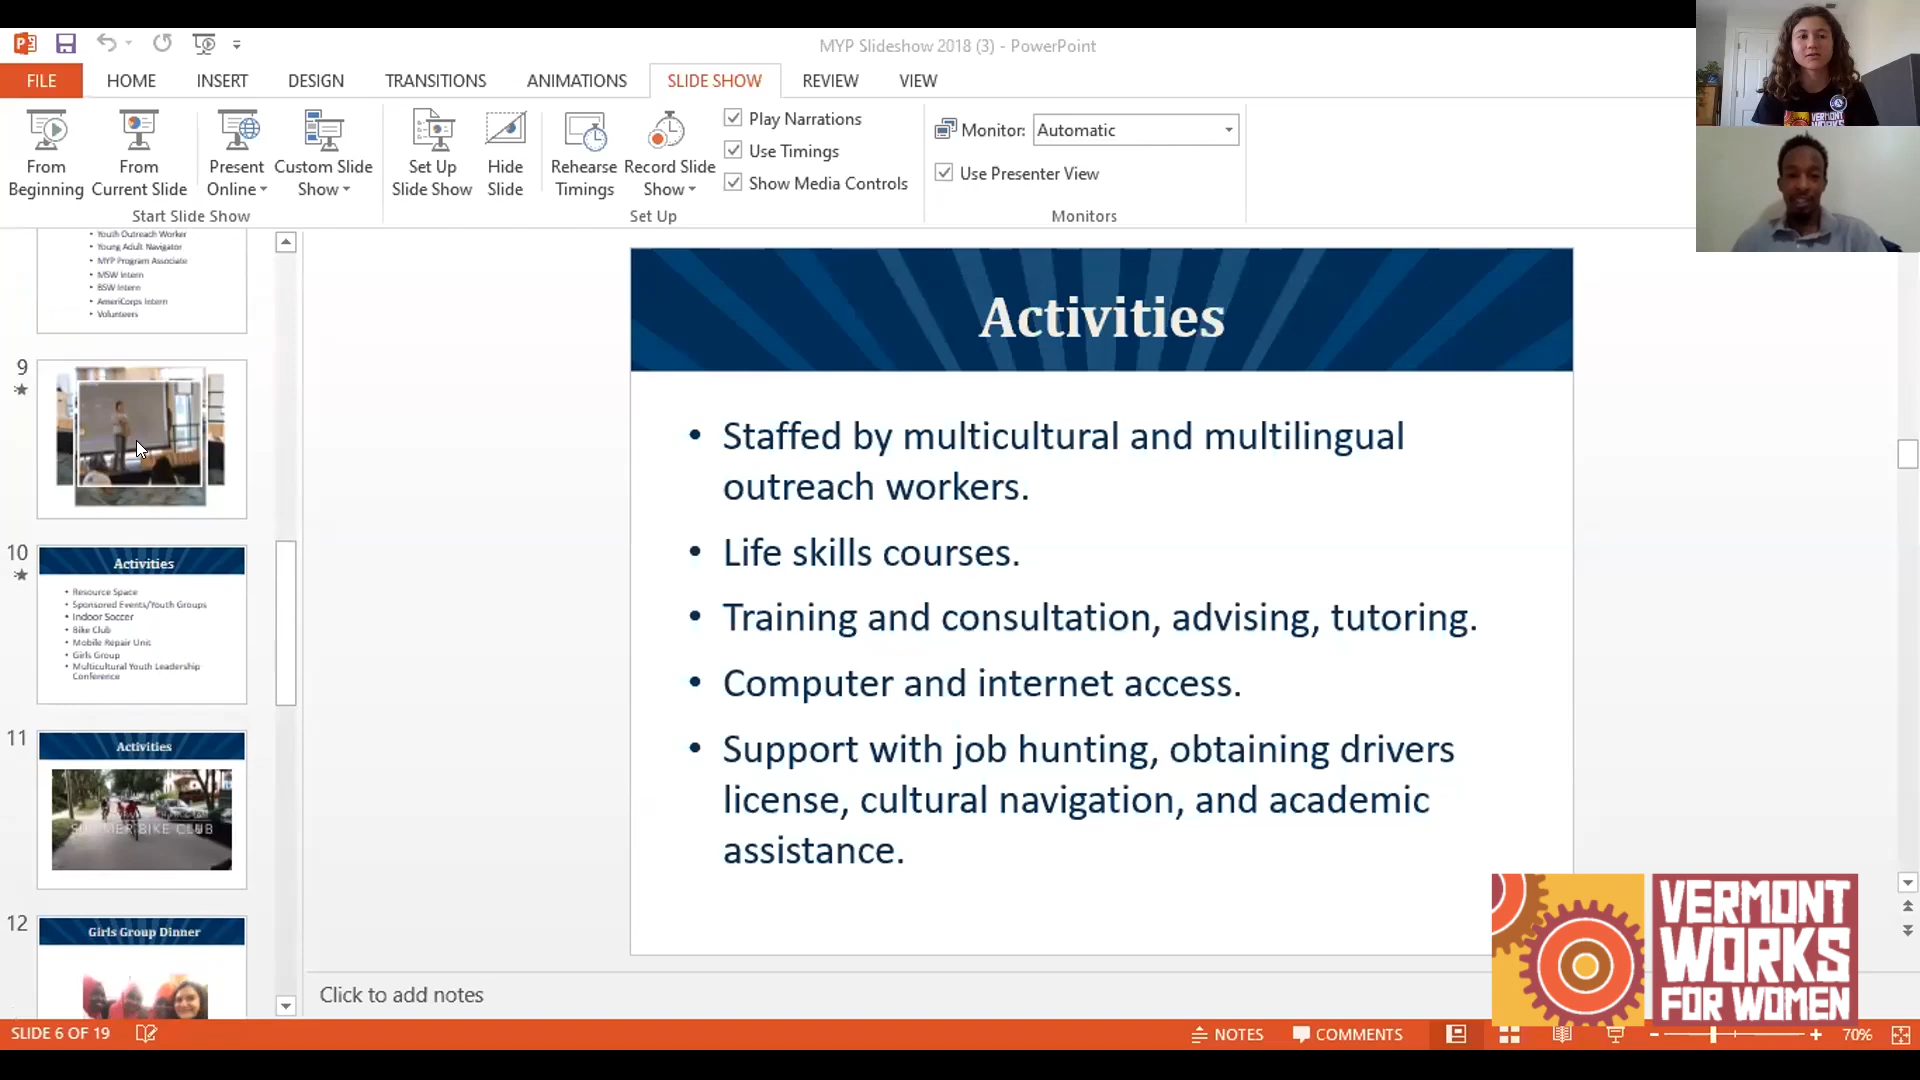 MYP Slideshow 2018 (3) - PowerPoint
FILE
HOME
INSERT
DESIGN
TRANSITIONS
ANIMATIONS
SLIDE SHOW
REVIEW
VIEW
From
Beginning
From
Current Slide
Present
Online
Custom Slide
Show
Start Slide Show
Set Up
Slide Show
Hide
Slide
Rehearse
Timings
Record Slide
Show
Play Narrations
Use Timings
Show Media Controls
Set Up
Monitor:
Automatic
Use Presenter View
Monitors
• Youth Outreach Worker
• Young Adult Navigator
• MYP Program Associate
• MSW Intern
• BSW Intern
• AmeriCorps Intern
• Volunteers
9
10
Activities
• Resource Space
• Sponsored Events/Youth Groups
• Indoor Soccer
• Bike Club
• Mobile Repair Unit
• Girls Group
• Multicultural Youth Leadership
Conference
11
Activities
SUMMER BIKE CLUB
12
Girls Group Dinner
Activities
• Staffed by multicultural and multilingual
outreach workers.
• Life skills courses.
• Training and consultation, advising, tutoring.
• Computer and internet access.
• Support with job hunting, obtaining drivers
license, cultural navigation, and academic
assistance.
Click to add notes
VERMONT
WORKS
FOR WOMEN
SLIDE 6 OF 19
NOTES
COMMENTS
70%